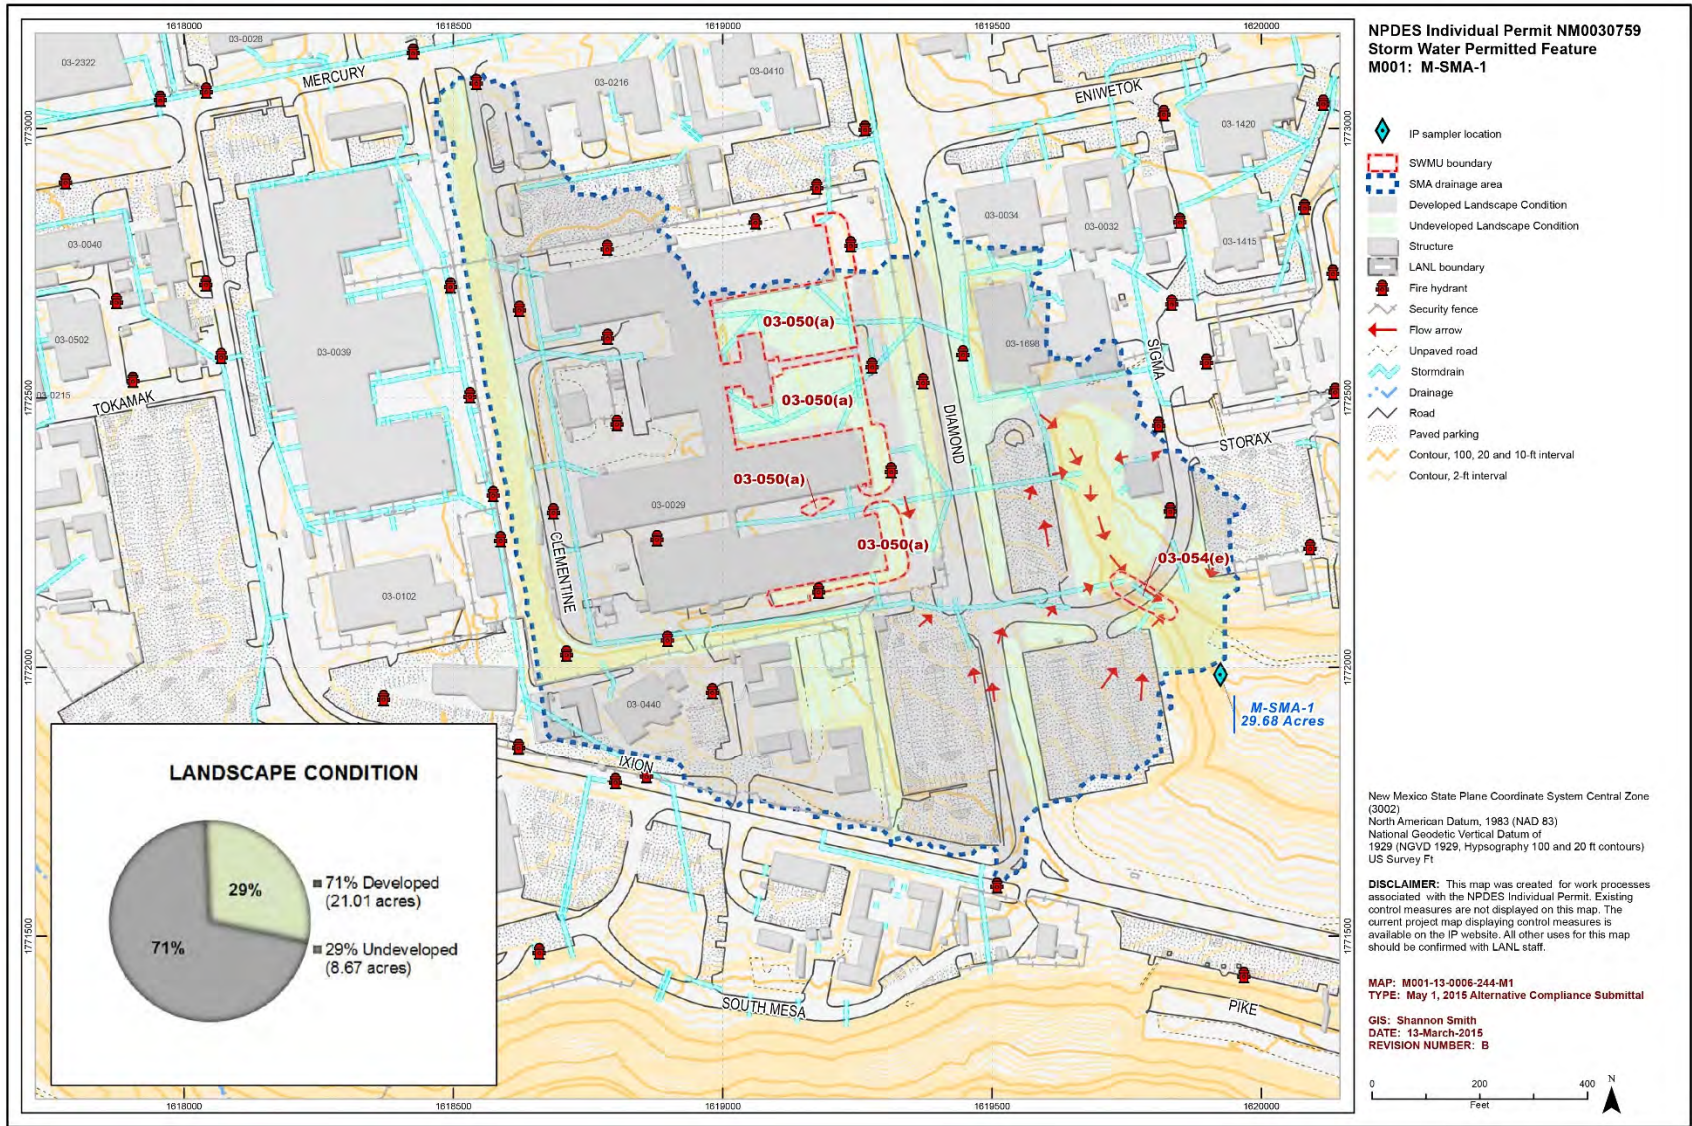 1618000
1618500
1619000
1619500
1620000
NPDES Individual Permit NM0030759
Storm Water Permitted Feature
M001: M-SMA-1
IP sampler location
SWMU boundary
SMA drainage area
Developed Landscape Condition
Undeveloped Landscape Condition
Structure
LANL boundary
Fire hydrant
Security fence
Flow arrow
Unpaved road
Stormdrain
Drainage
Road
Paved parking
Contour, 100, 20 and 10-ft interval
Contour, 2-ft interval
03-0028
03-2322
MERCURY
03-0216
03-0410
ENIWETOK
03-1420
1773000
1773000
03-0040
03-0034
03-0032
03-1415
03-0502
03-0039
03-050(a)
03-1698
SIGMA
03-0215
TOKAMAK
1772500
1772500
03-050(a)
DIAMOND
STORAX
03-050(a)
03-0029
03-050(a)
03-054(e)
CLEMENTINE
03-0102
1772000
1772000
03-0440
M-SMA-1
29.68 Acres
IXION
LANDSCAPE CONDITION
29%
71%
71% Developed
(21.01 acres)
29% Undeveloped
(8.67 acres)
1771500
1771500
SOUTH MESA
PIKE
1618000
1618500
1619000
1619500
1620000
New Mexico State Plane Coordinate System Central Zone
(3002)
North American Datum, 1983 (NAD 83)
National Geodetic Vertical Datum of
1929 (NGVD 1929, Hypsography 100 and 20 ft contours)
US Survey Ft
DISCLAIMER: This map was created for work processes
associated with the NPDES Individual Permit. Existing
control measures are not displayed on this map. The
current project map displaying control measures is
available on the IP website. All other uses for this map
should be confirmed with LANL staff.
MAP: M001-13-0006-244-M1
TYPE: May 1, 2015 Alternative Compliance Submittal
GIS: Shannon Smith
DATE: 13-March-2015
REVISION NUMBER: B
0
200
400
Feet
N